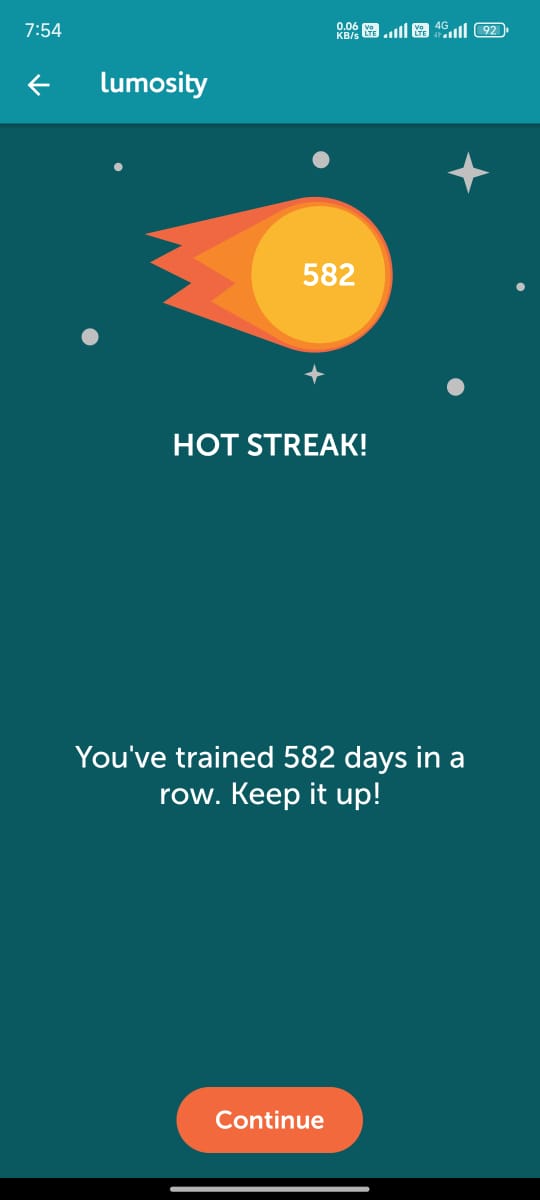 7:54
0.06
KB/s
Vo
LTE
Vo
LTE
4G
92
lumosity
582
HOT STREAK!
You've trained 582 days in a
row. Keep it up!
Continue